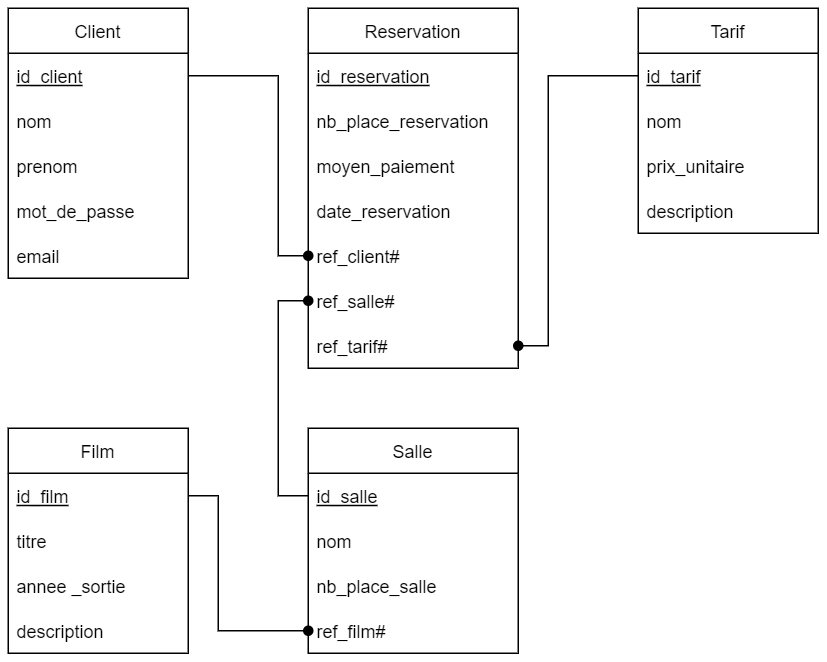 Client
id_client
nom
prenom
mot_de_passe
email
Reservation
id_reservation
nb_place_reservation
moyen_paiement
date_reservation
ref_client#
ref_salle#
ref_tarif#
Tarif
id_tarif
nom
prix_unitaire
description
Film
id_film
titre
annee _sortie
description
Salle
id_salle
nom
nb_place_salle
ref_film#